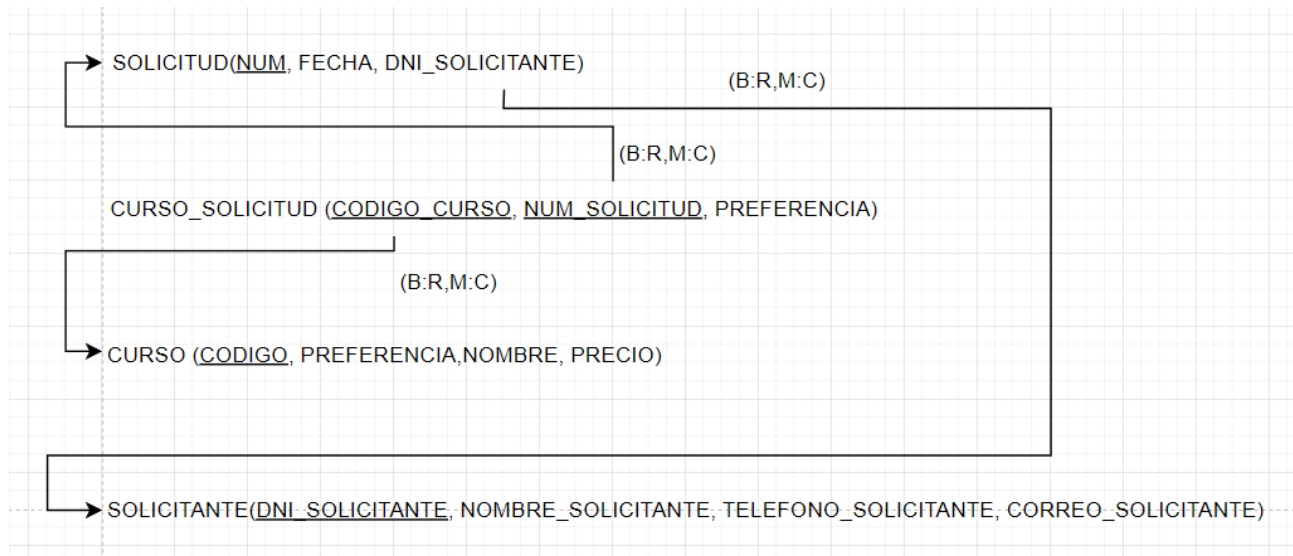 SOLICITUD(NUM, FECHA, DNI_SOLICITANTE)
(B:R,M:C)
(B:R,M:C)
CURSO_SOLICITUD (CODIGO_CURSO, NUM_SOLICITUD, PREFERENCIA)
(B:R,M:C)
CURSO (CODIGO, PREFERENCIA,NOMBRE, PRECIO)
SOLICITANTE(DNI_SOLICITANTE, NOMBRE_SOLICITANTE, TELEFONO_SOLICITANTE, CORREO_SOLICITANTE)